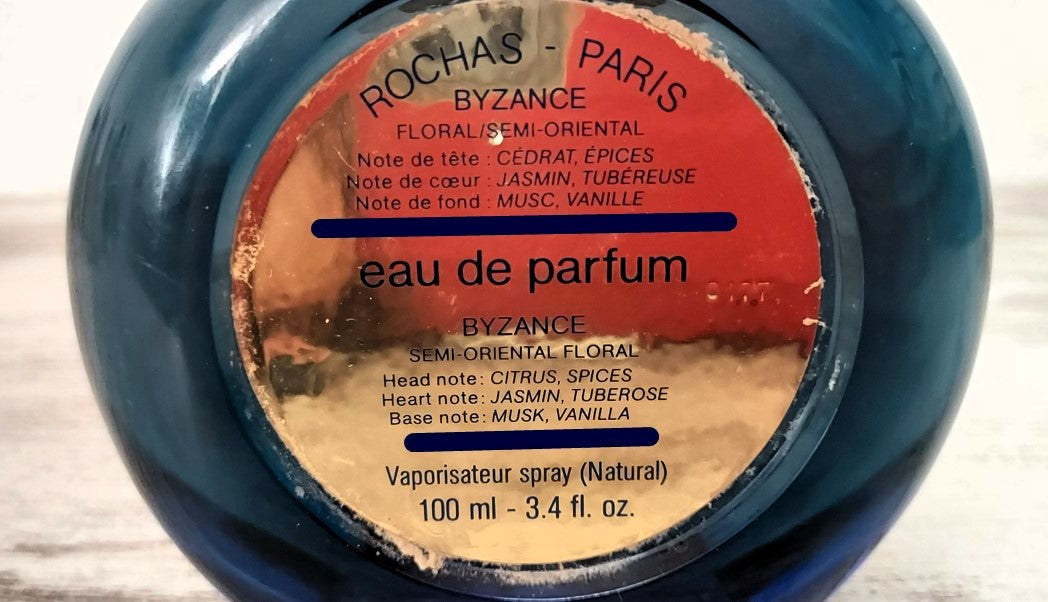 ROCHAS - PARIS
BYZANCE
FLORAL/SEMI-ORIENTAL
Note de tête : CÉDRAT, ÉPICES
Note de cœur : JASMIN, TUBÉREUSE
Note de fond : MUSC, VANILLE
eau de parfum
BYZANCE
SEMI-ORIENTAL FLORAL
Head note: CITRUS, SPICES
Heart note: JASMIN, TUBEROSE
Base note: MUSK, VANILLA
Vaporisateur spray (Natural)
100 ml - 3.4 fl. oz.